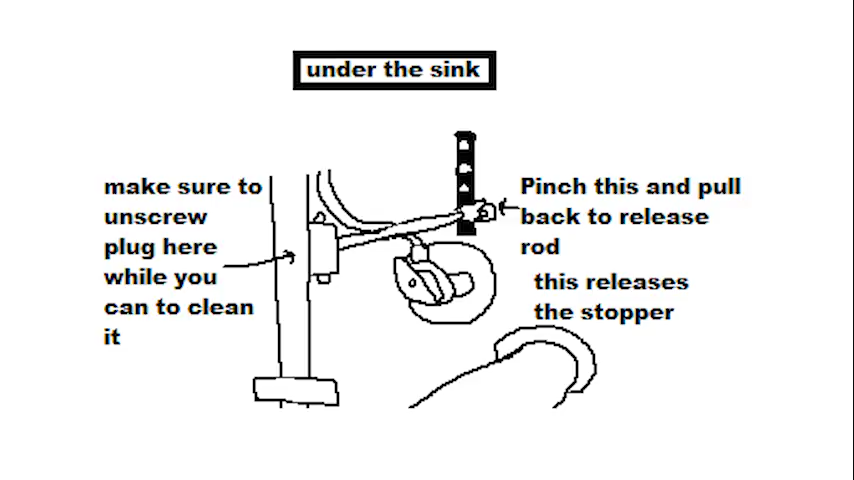 under the sink
make sure to
unscrew
plug here
while you
can to clean
it
Pinch this and pull
back to release
rod
this releases
the stopper